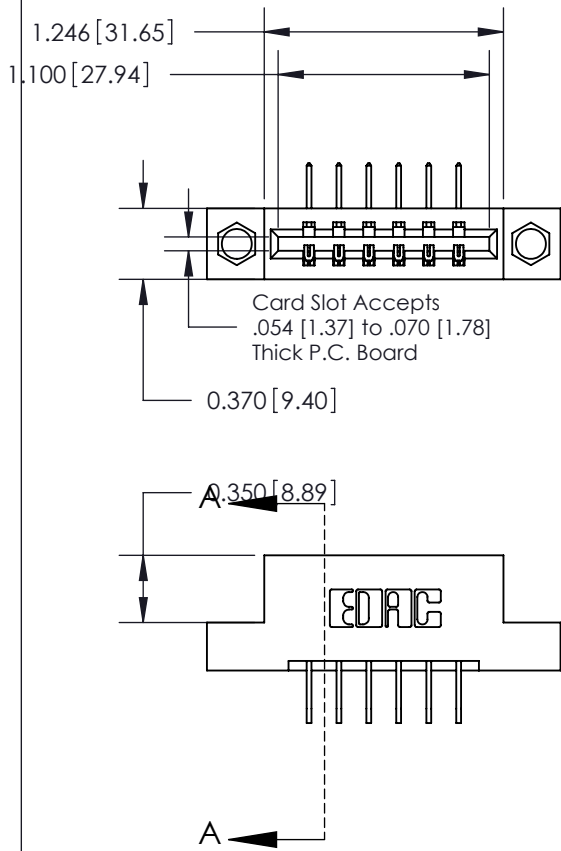 1.246 [31.65]
1.100 [27.94]
Card Slot Accepts
.054 [1.37] to .070 [1.78]
Thick P.C. Board
0.370 [9.40]
0.350 [8.89]
A
EDAC
A